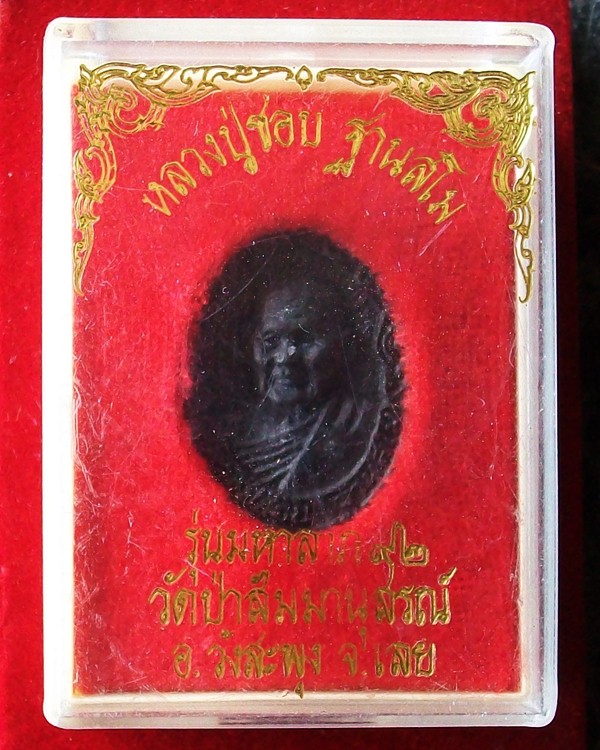 หลวงปู่ชอบ ฐานสโม
รุ่นมหาลาภ ๙๒
วัดป่าสัมมานุสรณ์
อ. วังสะพุง จ. เลย